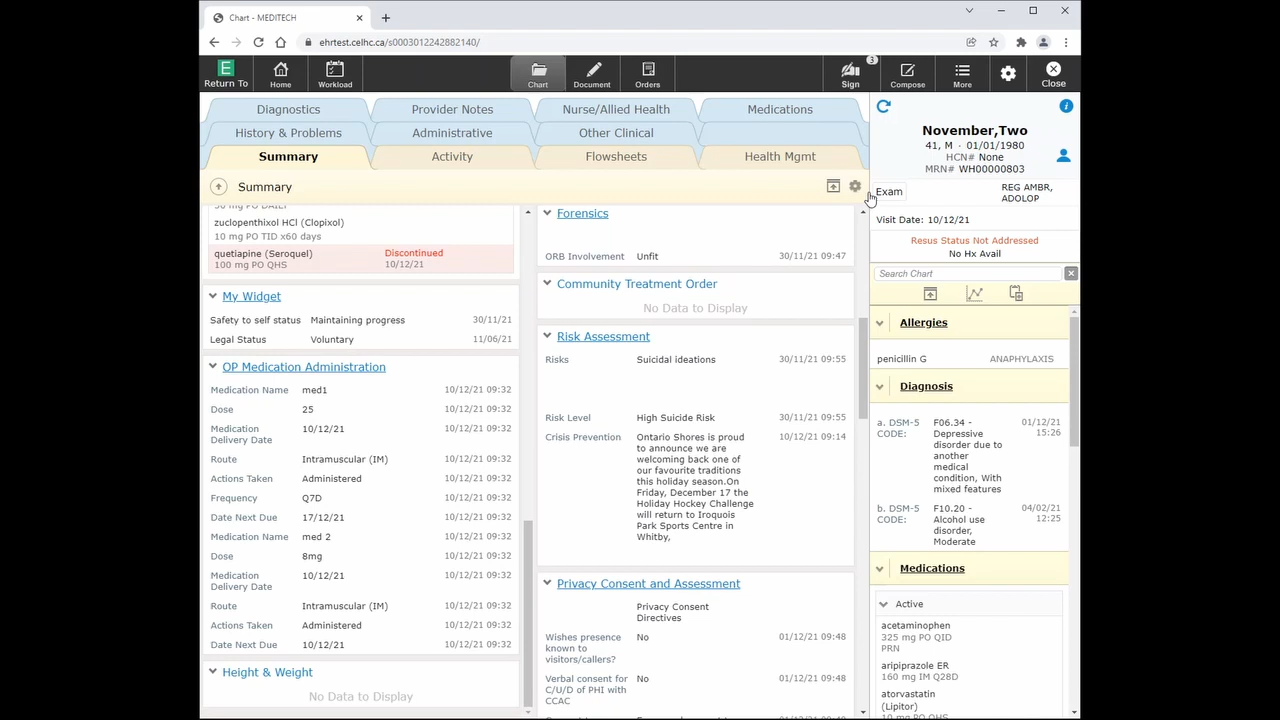 Chart - MEDITECH
ehrtest.celhc.ca/s0003012242882140/
E
Return To
Home
Workload
Chart
Document
Orders
3
Sign
Compose
More
Close
Diagnostics
Provider Notes
Nurse/Allied Health
Medications
History & Problems
Administrative
Other Clinical
Summary
Activity
Flowsheets
Health Mgmt
Summary
zuclopenthixol HCl (Clopixol)
10 mg PO TID x60 days
quetiapine (Seroquel) Discontinued
100 mg PO QHS 10/12/21
My Widget
Safety to self status Maintaining progress 30/11/21
Legal Status Voluntary 11/06/21
OP Medication Administration
Medication Name med1 10/12/21 09:32
Dose 25 10/12/21 09:32
Medication 10/12/21 10/12/21 09:32
Delivery Date
Route Intramuscular (IM) 10/12/21 09:32
Actions Taken Administered 10/12/21 09:32
Frequency Q7D 10/12/21 09:32
Date Next Due 17/12/21 10/12/21 09:32
Medication Name med 2 10/12/21 09:32
Dose 8mg 10/12/21 09:32
Medication 10/12/21 10/12/21 09:32
Delivery Date
Route Intramuscular (IM) 10/12/21 09:32
Actions Taken Administered 10/12/21 09:32
Date Next Due 10/12/21 10/12/21 09:32
Height & Weight
No Data to Display
Forensics
ORB Involvement Unfit 30/11/21 09:47
Community Treatment Order
No Data to Display
Risk Assessment
Risks Suicidal ideations 30/11/21 09:55
Risk Level High Suicide Risk 30/11/21 09:55
Crisis Prevention Ontario Shores is proud 10/12/21 09:14
to announce we are
welcoming back one of
our favourite traditions
this holiday season.On
Friday, December 17 the
Holiday Hockey Challenge
will return to Iroquois
Park Sports Centre in
Whitby,
Privacy Consent and Assessment
Privacy Consent
Directives
Wishes presence No 01/12/21 09:48
known to
visitors/callers?
Verbal consent for No 01/12/21 09:48
C/U/D of PHI with
CCAC
November,Two
41, M · 01/01/1980
HCN# None
MRN# WH00000803
Exam
REG AMBR,
ADOLOP
Visit Date: 10/12/21
Resus Status Not Addressed
No Hx Avail
Search Chart
Allergies
penicillin G ANAPHYLAXIS
Diagnosis
a. DSM-5 F06.34 - 01/12/21
CODE: Depressive 15:26
disorder due to
another
medical
condition, With
mixed features
b. DSM-5 F10.20 - 04/02/21
CODE: Alcohol use 12:25
disorder,
Moderate
Medications
Active
acetaminophen
325 mg PO QID
PRN
aripiprazole ER
160 mg IM Q28D
atorvastatin
(Lipitor)
10 mg PO QHS